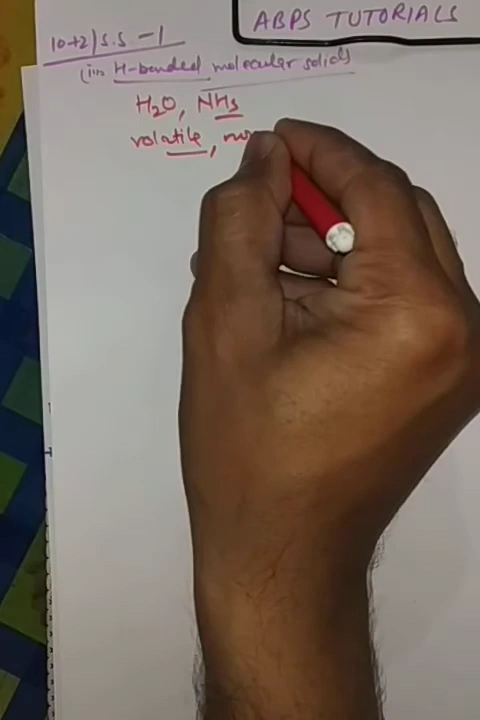 ABPS TUTORIALS
10+2) S.S -1
(iii) H-bonded molecular solids
H₂O, NH₃
volatile,